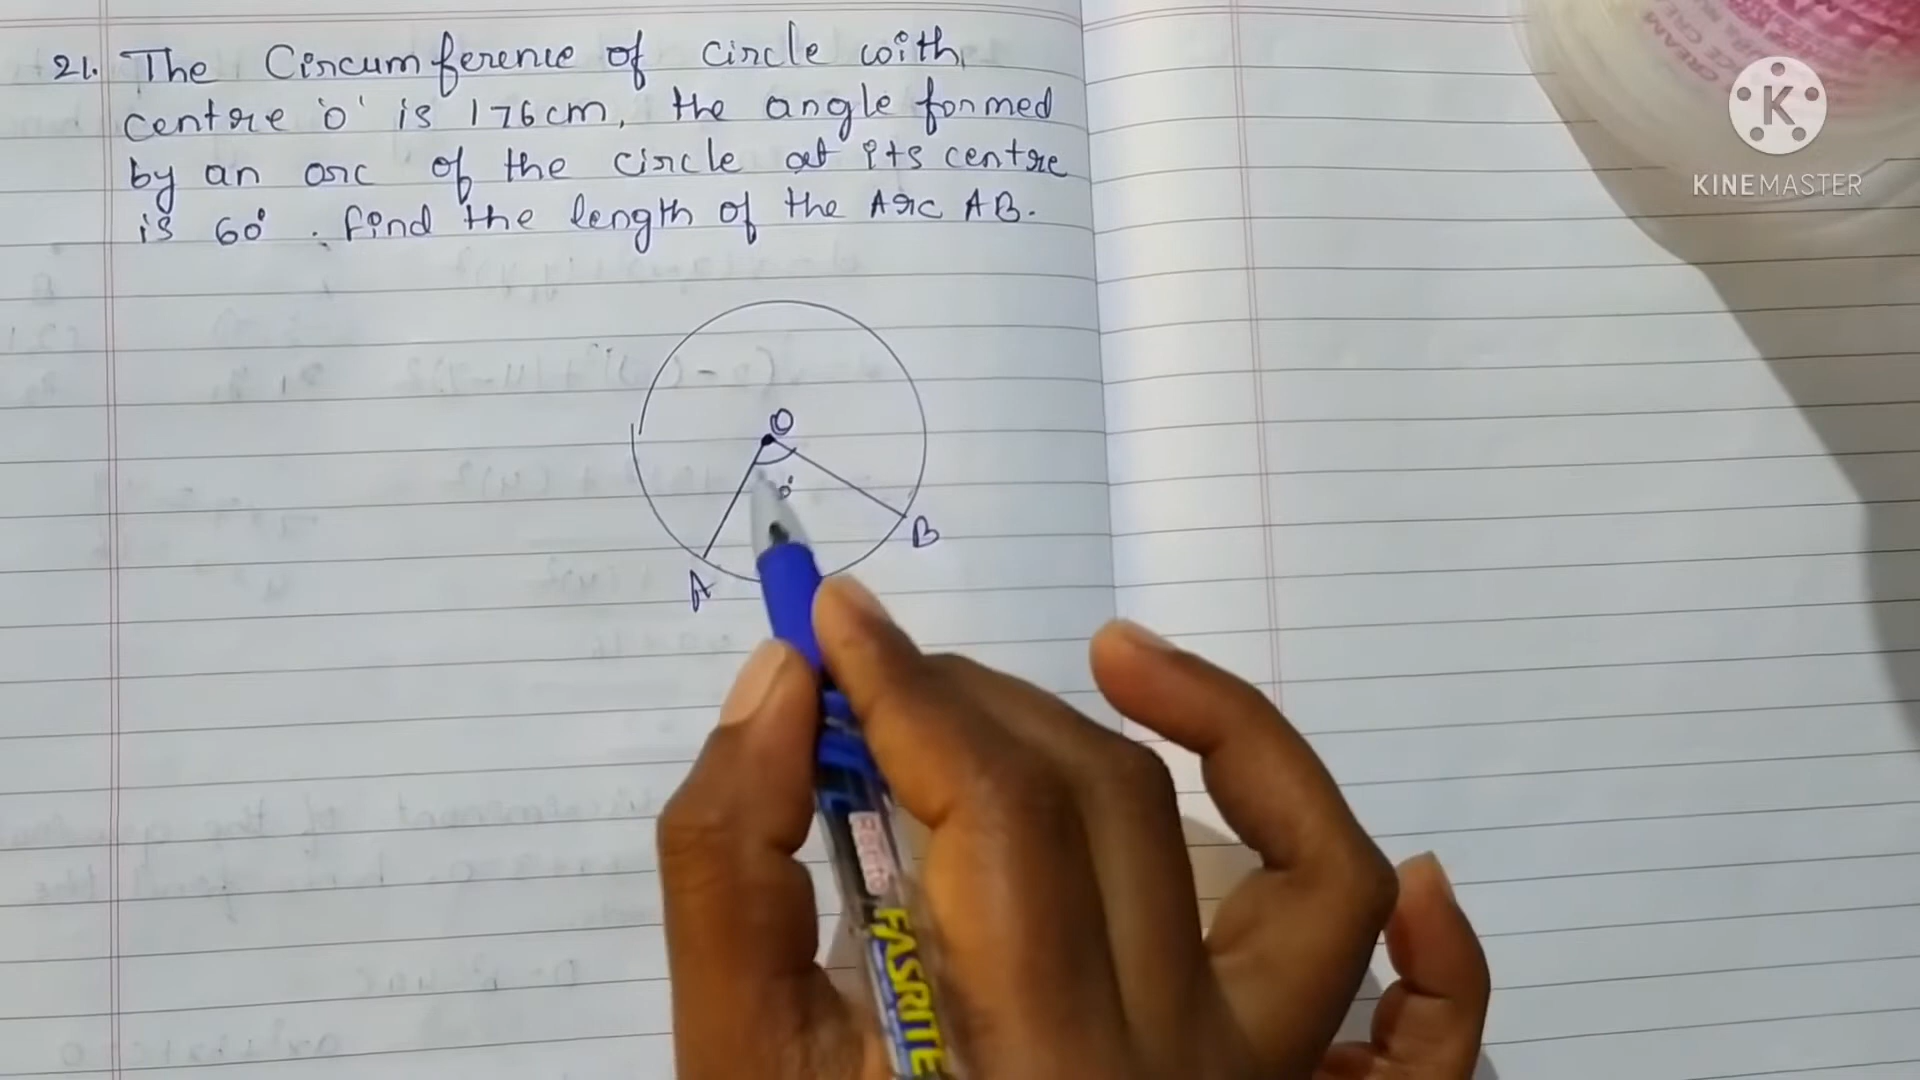 21. The Circumference of circle with
centre 'o' is 176cm, the angle formed
by an arc of the circle at its centre
is 60°. find the length of the Arc AB.
O
B
A
KINEMASTER
Rorito
FASRITE